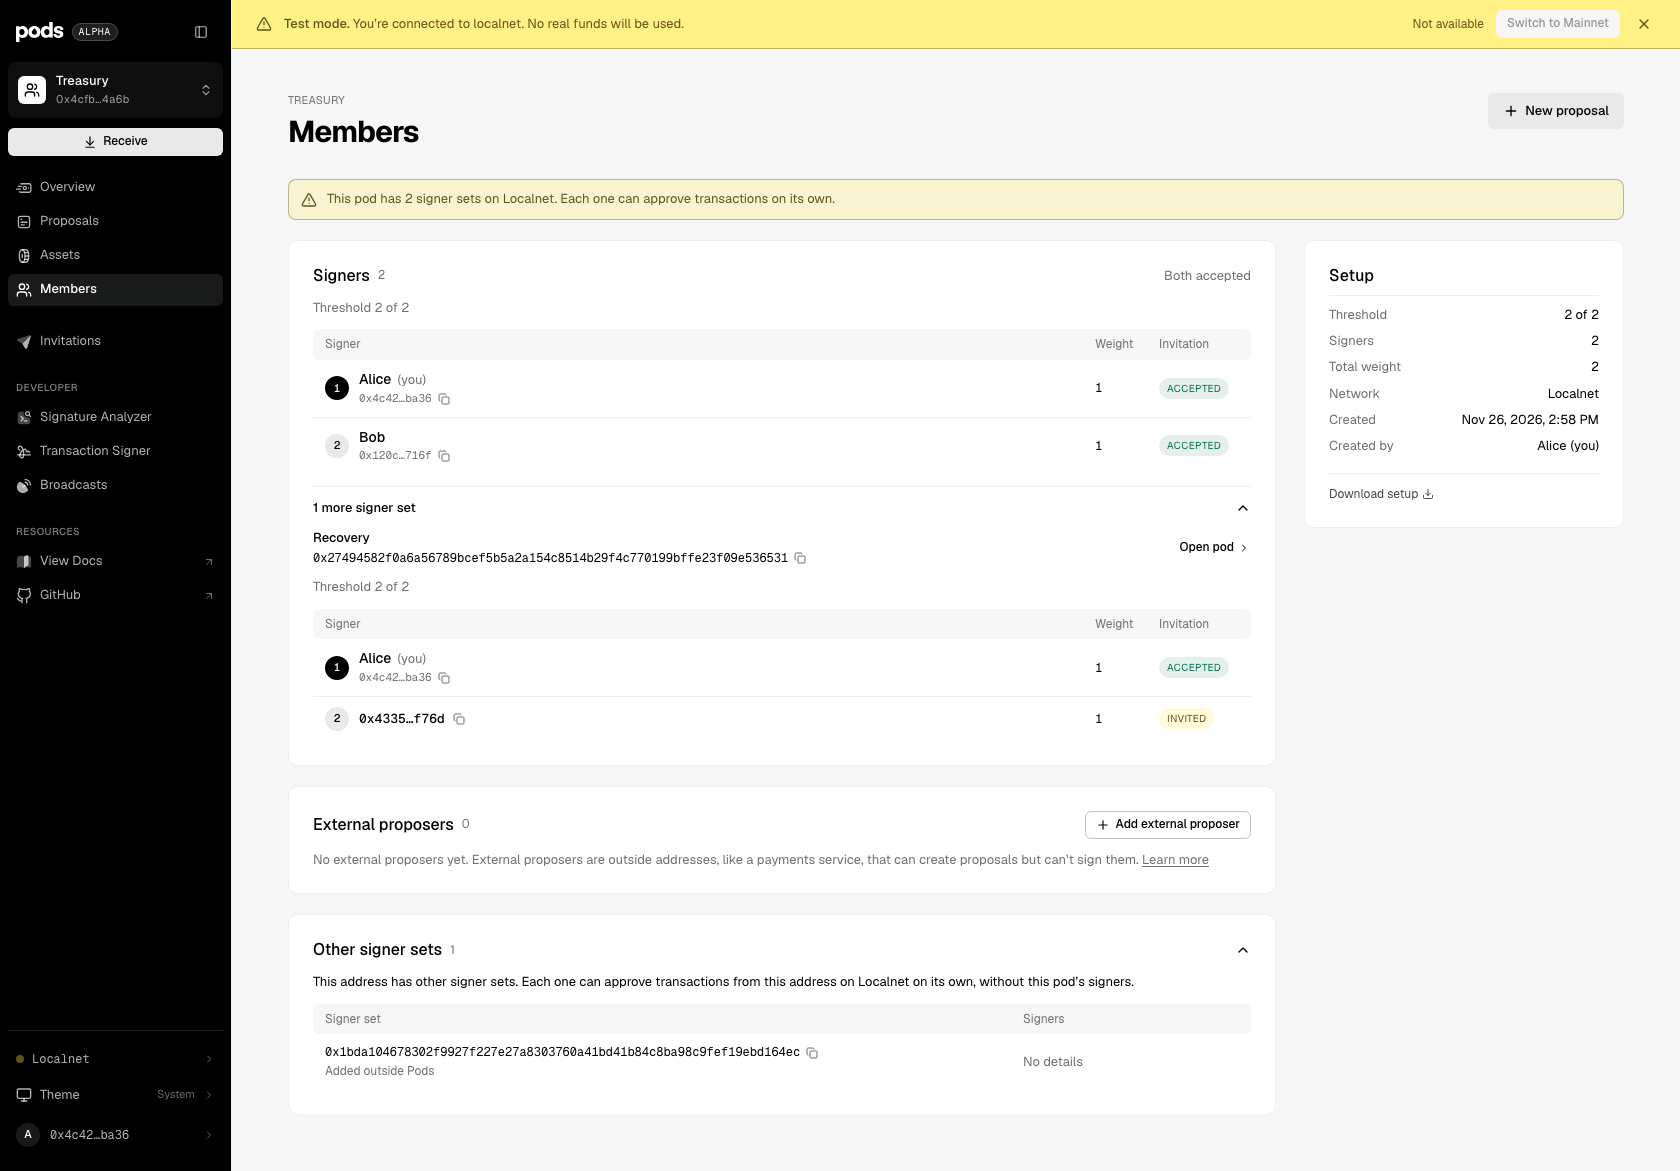 pods ALPHA
Treasury
0x4cfb…4a6b
Receive
Overview
Proposals
Assets
Members
Invitations
DEVELOPER
Signature Analyzer
Transaction Signer
Broadcasts
RESOURCES
View Docs
GitHub
Localnet
Theme System
A 0x4c42…ba36
Test mode. You're connected to localnet. No real funds will be used.
Not available Switch to Mainnet
TREASURY
Members
New proposal
This pod has 2 signer sets on Localnet. Each one can approve transactions on its own.
Signers 2
Both accepted
Threshold 2 of 2
Signer Weight Invitation
1 Alice (you) 1 ACCEPTED
0x4c42…ba36
2 Bob 1 ACCEPTED
0x120c…716f
1 more signer set
Recovery
0x27494582f0a6a56789bcef5b5a2a154c8514b29f4c770199bffe23f09e536531
Open pod
Threshold 2 of 2
Signer Weight Invitation
1 Alice (you) 1 ACCEPTED
0x4c42…ba36
2 0x4335…f76d 1 INVITED
External proposers 0
Add external proposer
No external proposers yet. External proposers are outside addresses, like a payments service, that can create proposals but can't sign them. Learn more
Other signer sets 1
This address has other signer sets. Each one can approve transactions from this address on Localnet on its own, without this pod's signers.
Signer set Signers
0x1bda104678302f9927f227e27a8303760a41bd41b84c8ba98c9fef19ebd164ec
Added outside Pods
No details
Setup
Threshold 2 of 2
Signers 2
Total weight 2
Network Localnet
Created Nov 26, 2026, 2:58 PM
Created by Alice (you)
Download setup